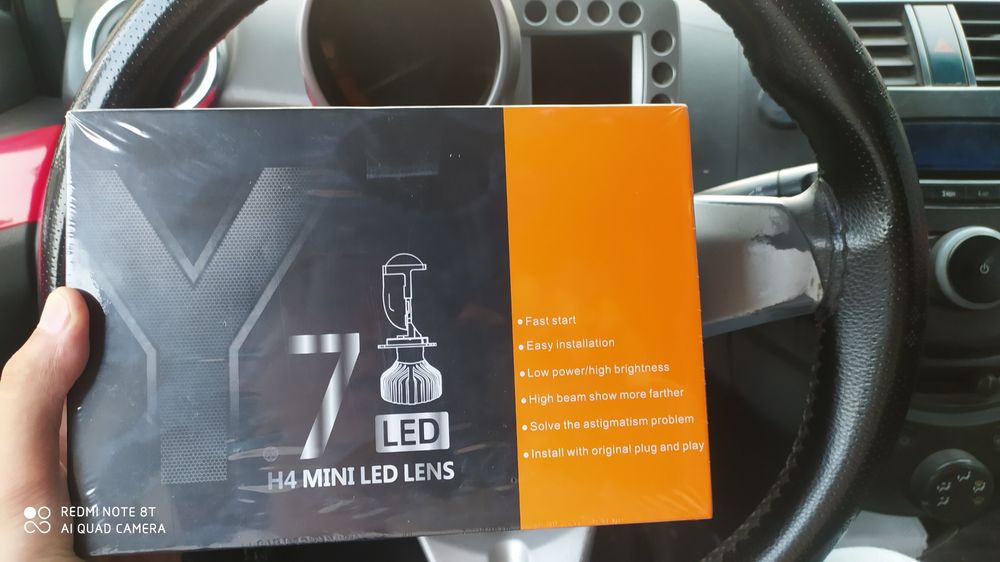 Y
7
LED
H4 MINI LED LENS
• Fast start
• Easy installation
• Low power/high brightness
• High beam show more farther
• Solve the astigmatism problem
• Install with original plug and play
REDMI NOTE 8T
AI QUAD CAMERA